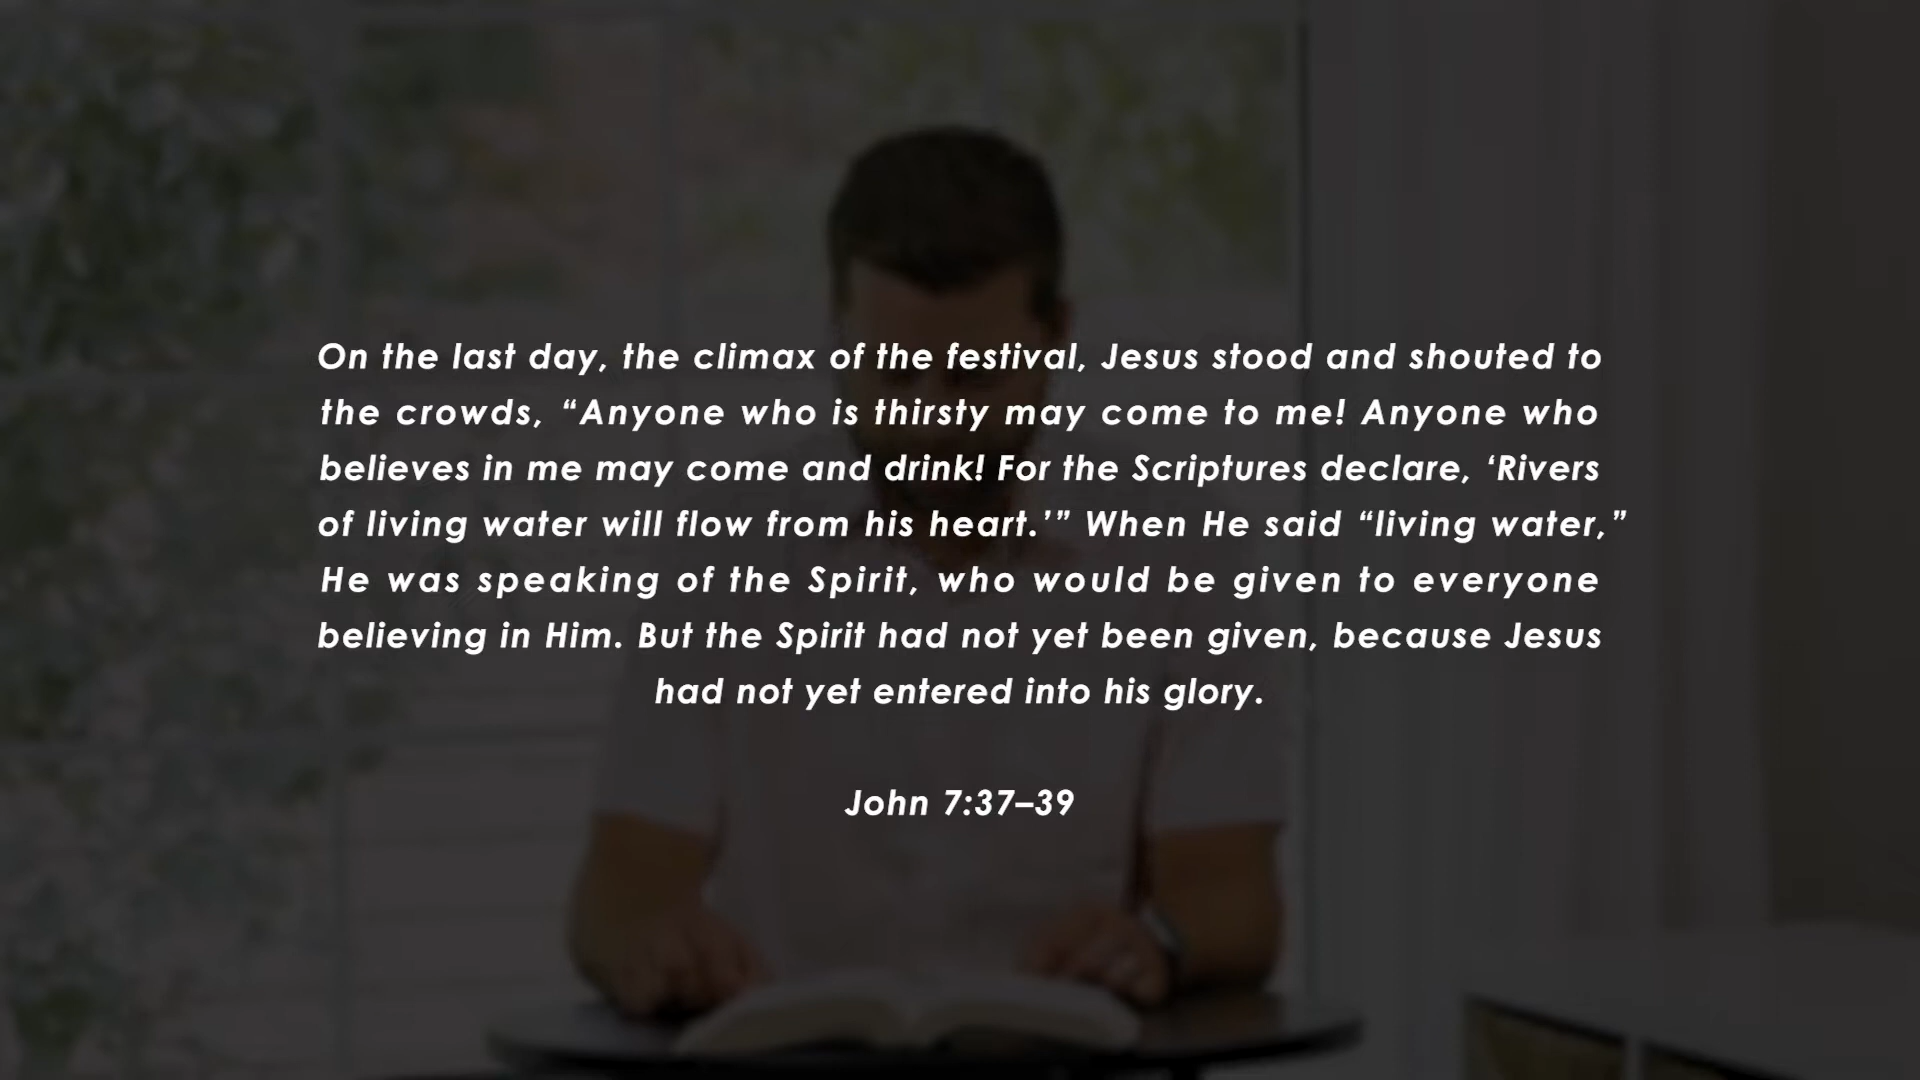 On the last day, the climax of the festival, Jesus stood and shouted to
the crowds, “Anyone who is thirsty may come to me! Anyone who
believes in me may come and drink! For the Scriptures declare, ‘Rivers
of living water will flow from his heart.’” When He said “living water,”
He was speaking of the Spirit, who would be given to everyone
believing in Him. But the Spirit had not yet been given, because Jesus
had not yet entered into his glory.
John 7:37–39